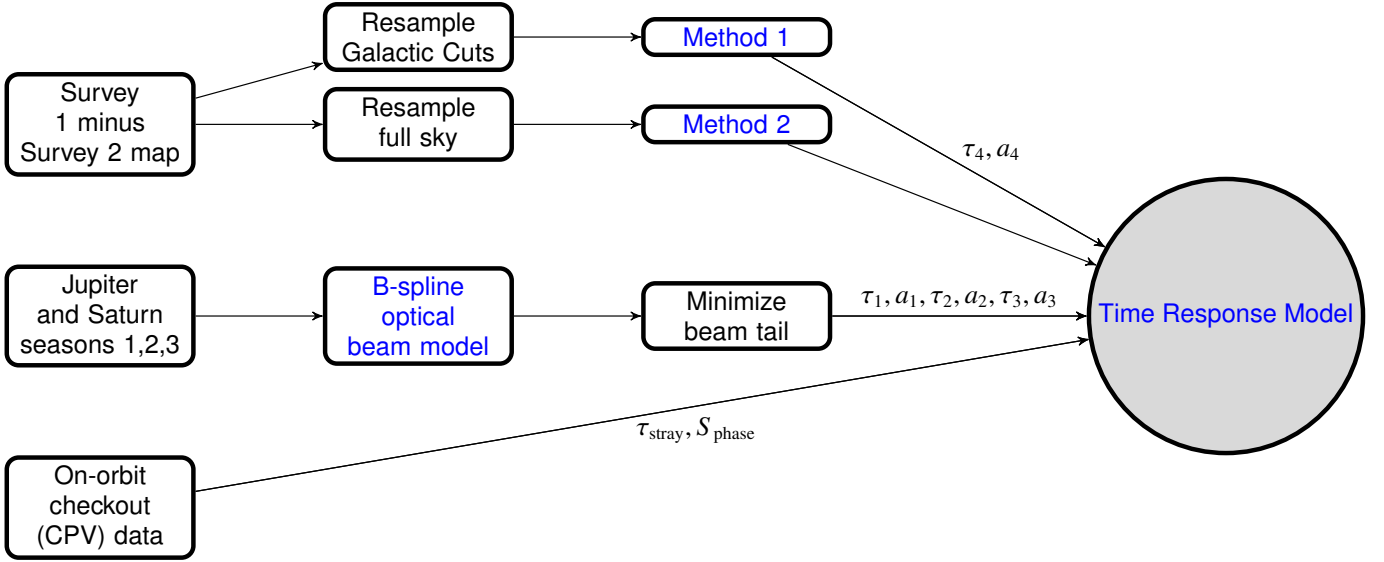 Resample
Galactic Cuts
Method 1
Survey
1 minus
Survey 2 map
Resample
full sky
Method 2
τ4, a4
Jupiter
and Saturn
seasons 1,2,3
B-spline
optical
beam model
Minimize
beam tail
τ1, a1, τ2, a2, τ3, a3
Time Response Model
τstray, Sphase
On-orbit
checkout
(CPV) data